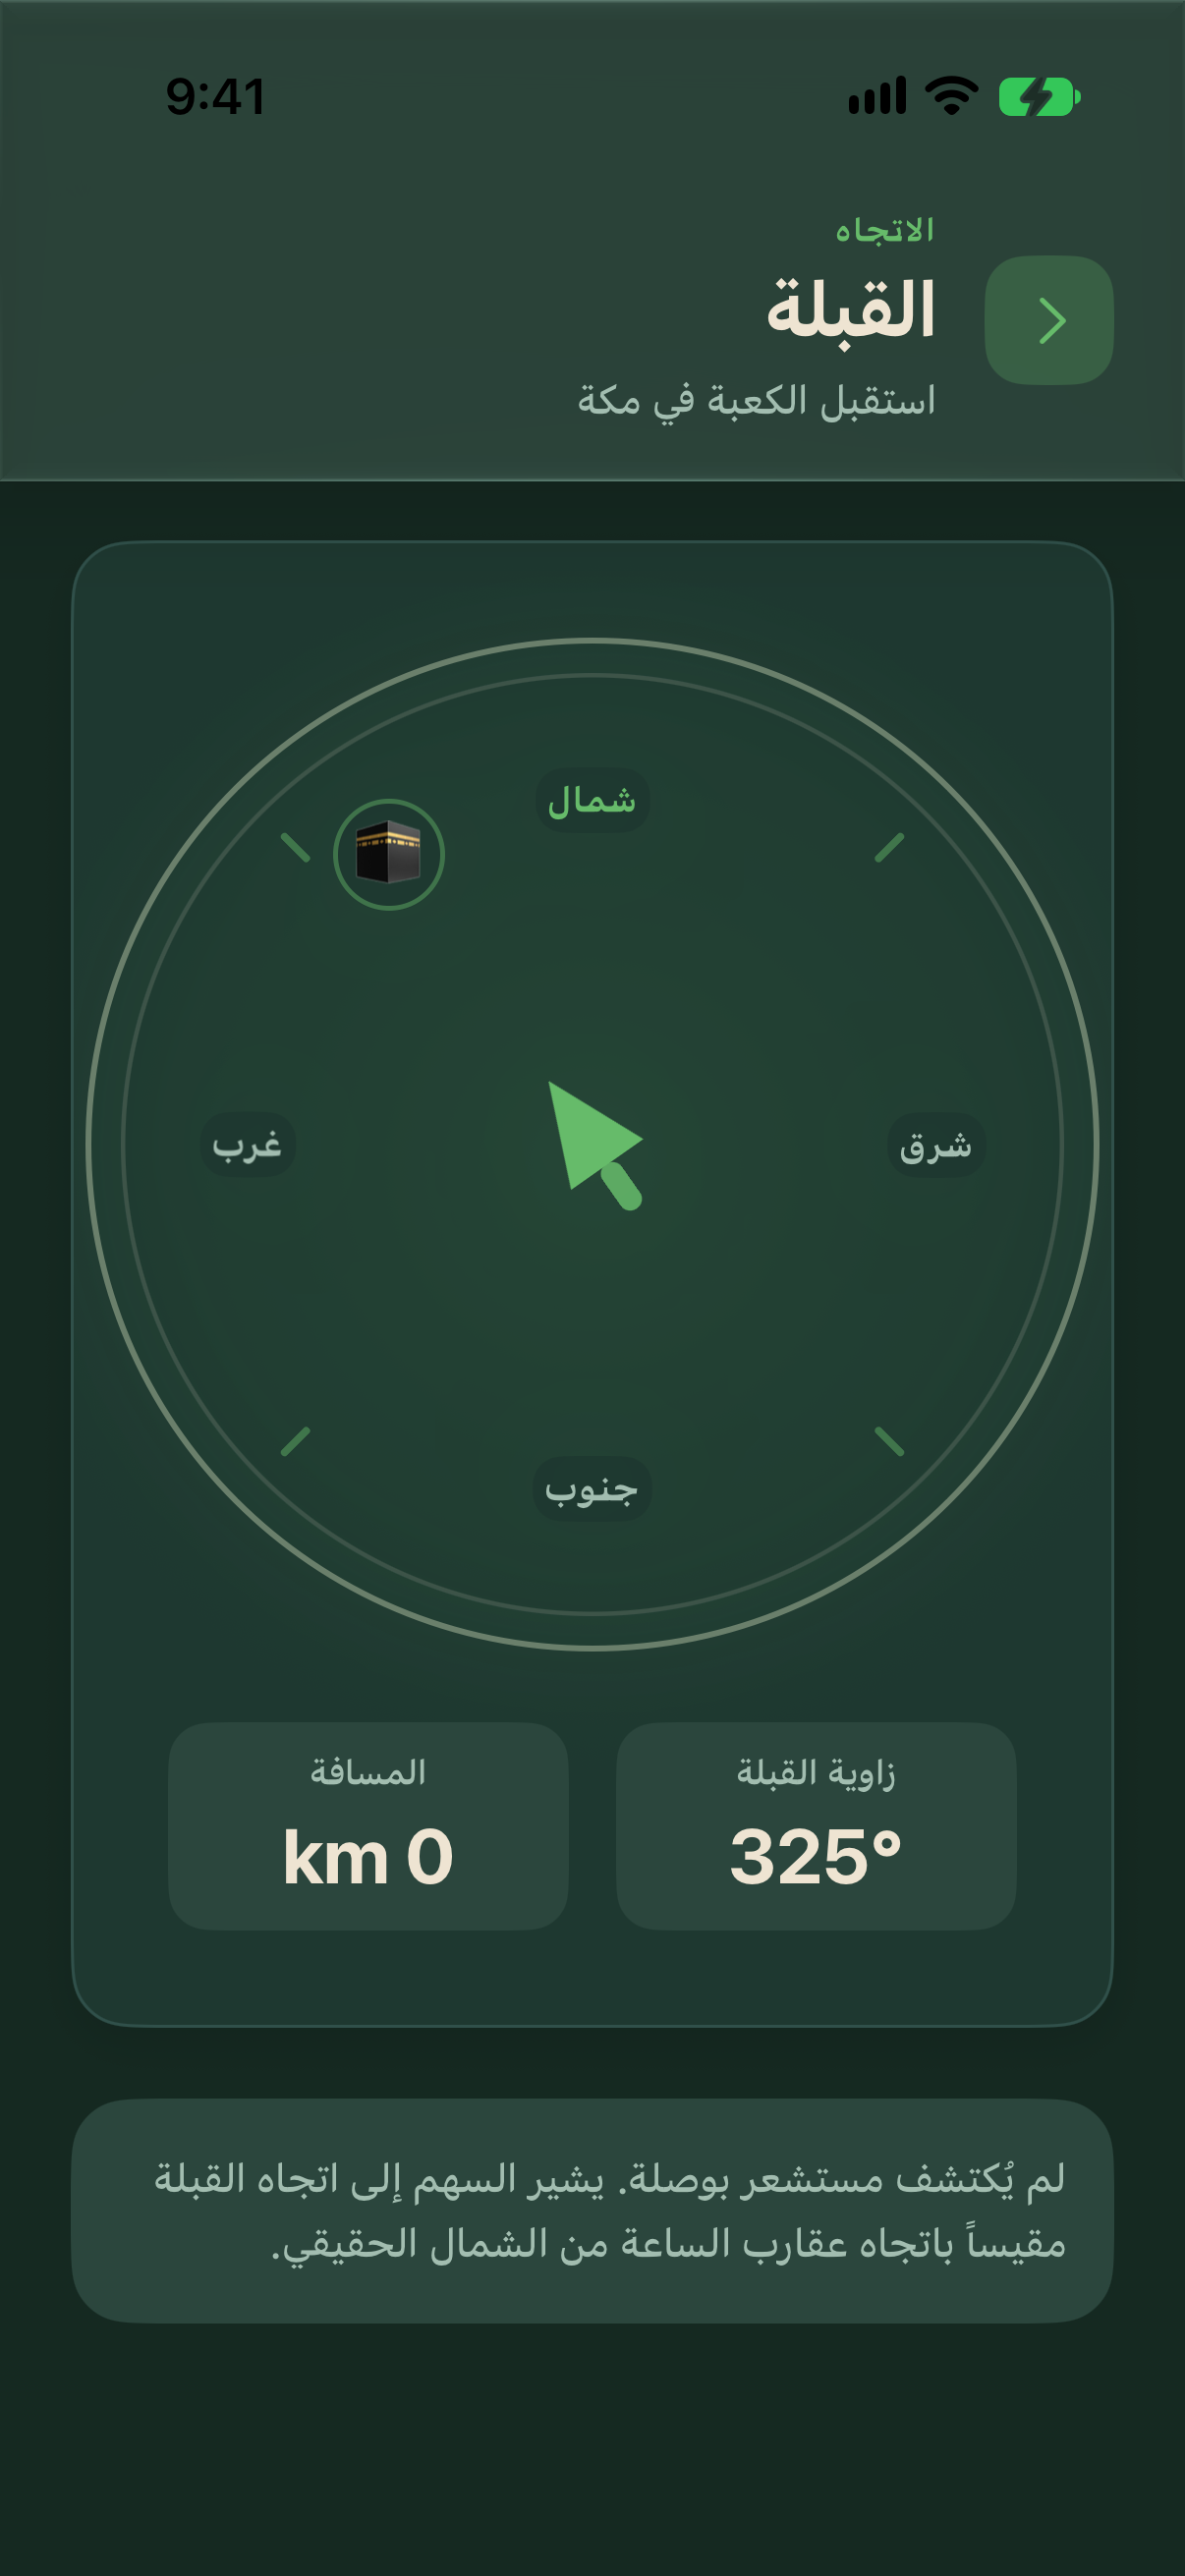 9:41
الاتجاه
القبلة
استقبل الكعبة في مكة
شمال
شرق
غرب
جنوب
زاوية القبلة
325°
المسافة
km 0
لم يُكتشف مستشعر بوصلة. يشير السهم إلى اتجاه القبلة
مقيساً باتجاه عقارب الساعة من الشمال الحقيقي.